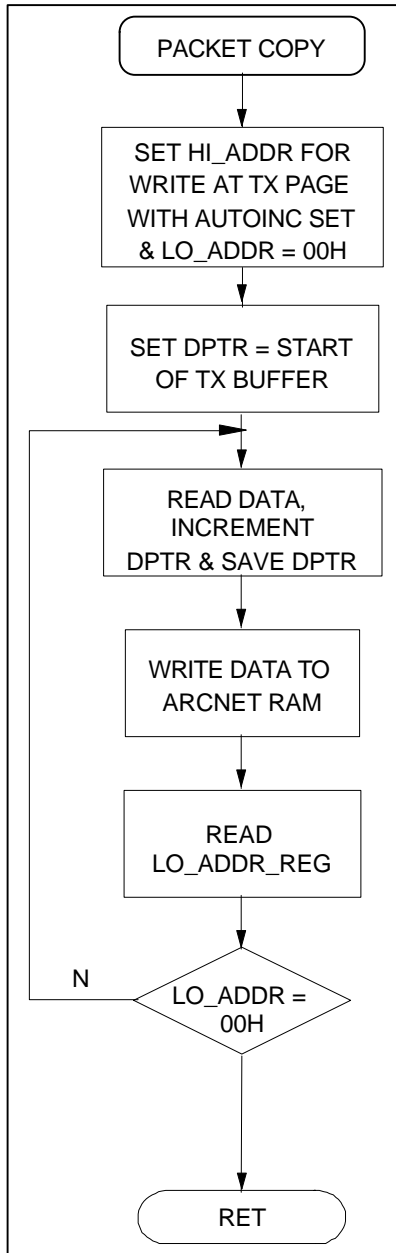 PACKET COPY
SET HI_ADDR FOR
WRITE AT TX PAGE
WITH AUTOINC SET
& LO_ADDR = 00H
SET DPTR = START
OF TX BUFFER
READ DATA,
INCREMENT
DPTR & SAVE DPTR
WRITE DATA TO
ARCNET RAM
READ
LO_ADDR_REG
N
LO_ADDR =
00H
RET